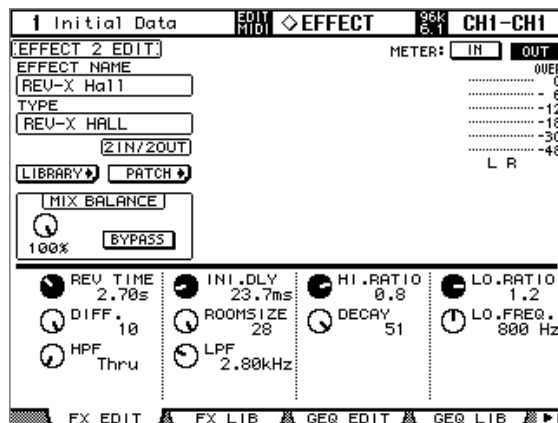 1 Initial Data EDIT MIDI ◇EFFECT 96k 6.1 CH1-CH1
EFFECT 2 EDIT METER: IN OUT
EFFECT NAME
REV-X Hall
TYPE
REV-X HALL
2IN/2OUT
LIBRARY PATCH
OVER
0
- 6
-12
-18
-30
-48
L R
MIX BALANCE
100% BYPASS
REV TIME 2.70s INI.DLY 23.7ms HI.RATIO 0.8 LO.RATIO 1.2
DIFF. 10 ROOMSIZE 28 DECAY 51 LO.FREQ. 800 Hz
HPF Thru LPF 2.80kHz
FX EDIT FX LIB GEQ EDIT GEQ LIB